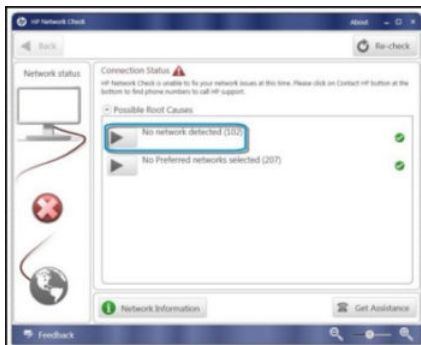 HP Network Check
About
Back
Re-check
Network status
Connection Status
HP Network Check is unable to fix your network issues at this time. Please click on Contact HP button at the
bottom to find phone numbers to call HP support.
Possible Root Causes
No network detected (102)
No Preferred networks selected (207)
Network Information
Get Assistance
Feedback